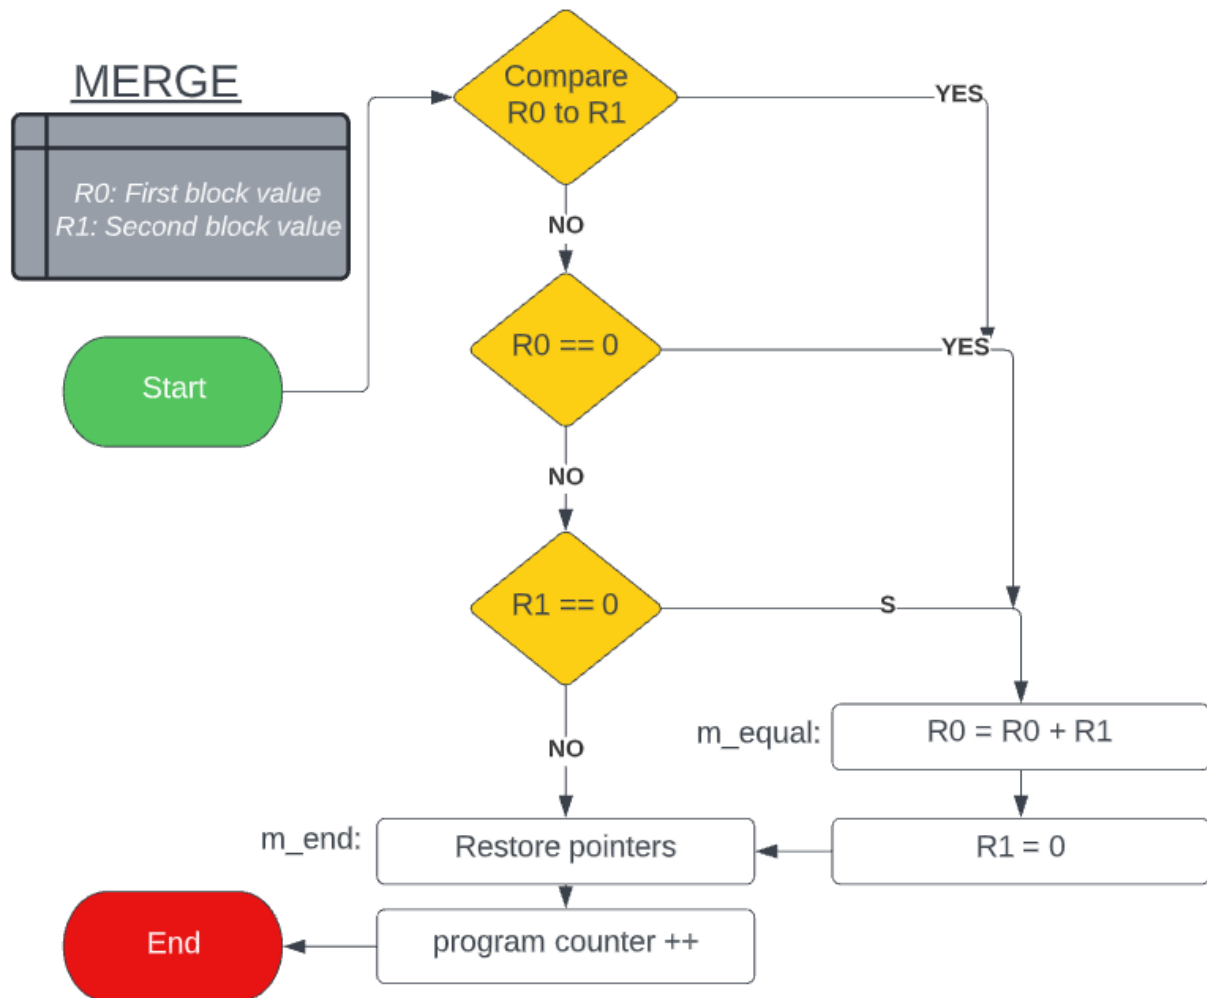 MERGE
R0: First block value
R1: Second block value
Start
Compare
R0 to R1
YES
NO
R0 == 0
YES
NO
R1 == 0
S
NO
m_equal:
R0 = R0 + R1
R1 = 0
m_end:
Restore pointers
program counter ++
End